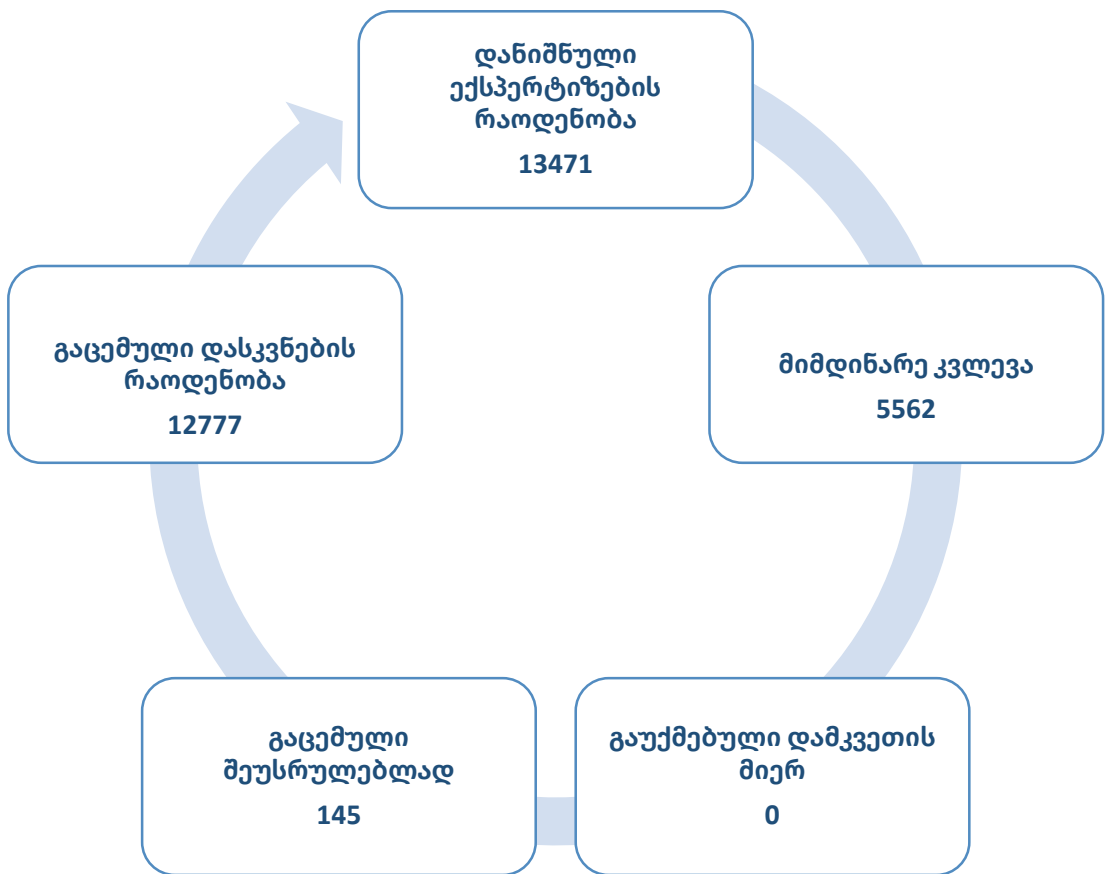 დანიშნული
ექსპერტიზების
რაოდენობა
13471
მიმდინარე კვლევა
5562
გაუქმებული დამკვეთის
მიერ
0
გაცემული
შეუსრულებლად
145
გაცემული დასკვნების
რაოდენობა
12777